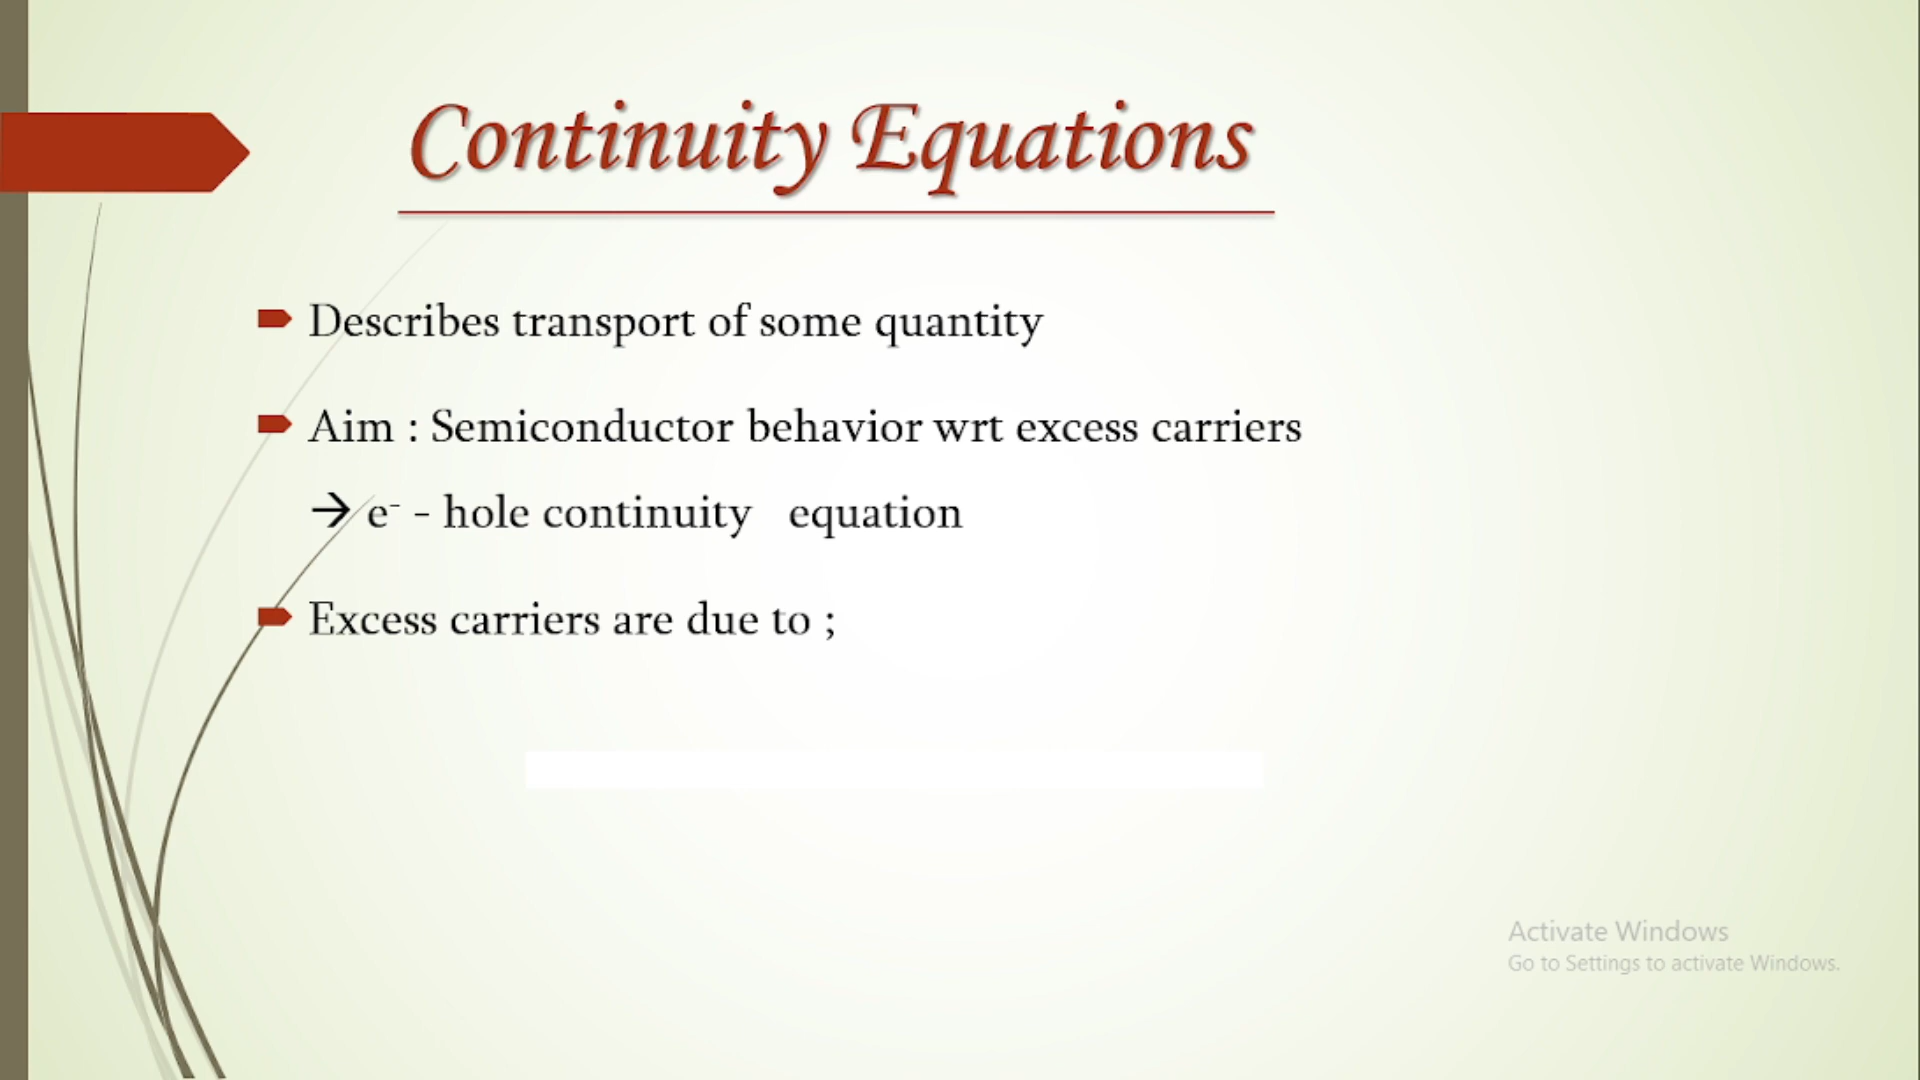 Continuity Equations
Describes transport of some quantity
Aim : Semiconductor behavior wrt excess carriers
→ e⁻ - hole continuity equation
Excess carriers are due to ;
Activate Windows
Go to Settings to activate Windows.